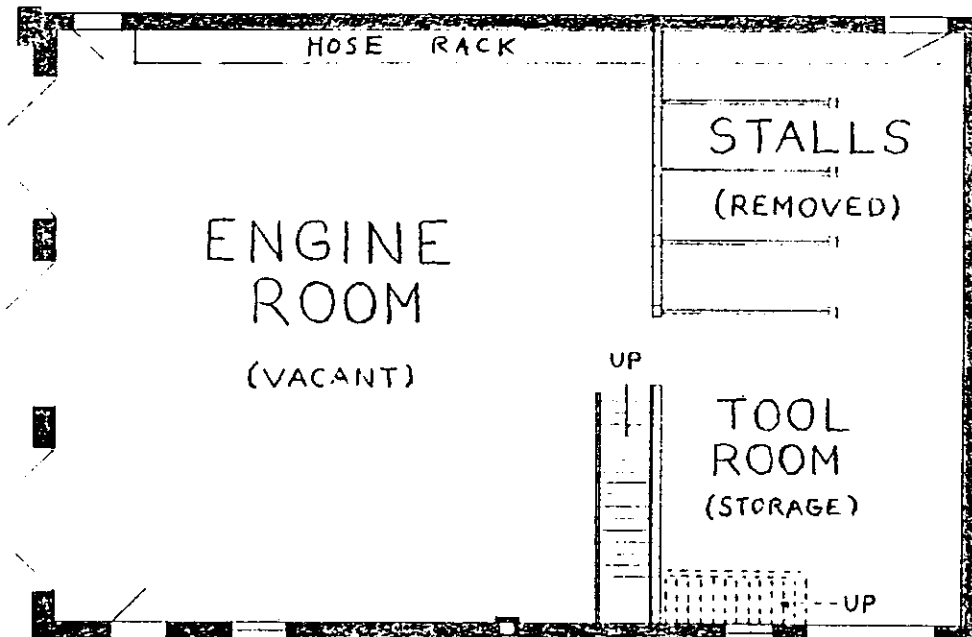 HOSE RACK
STALLS
(REMOVED)
ENGINE
ROOM
(VACANT)
UP
TOOL
ROOM
(STORAGE)
UP